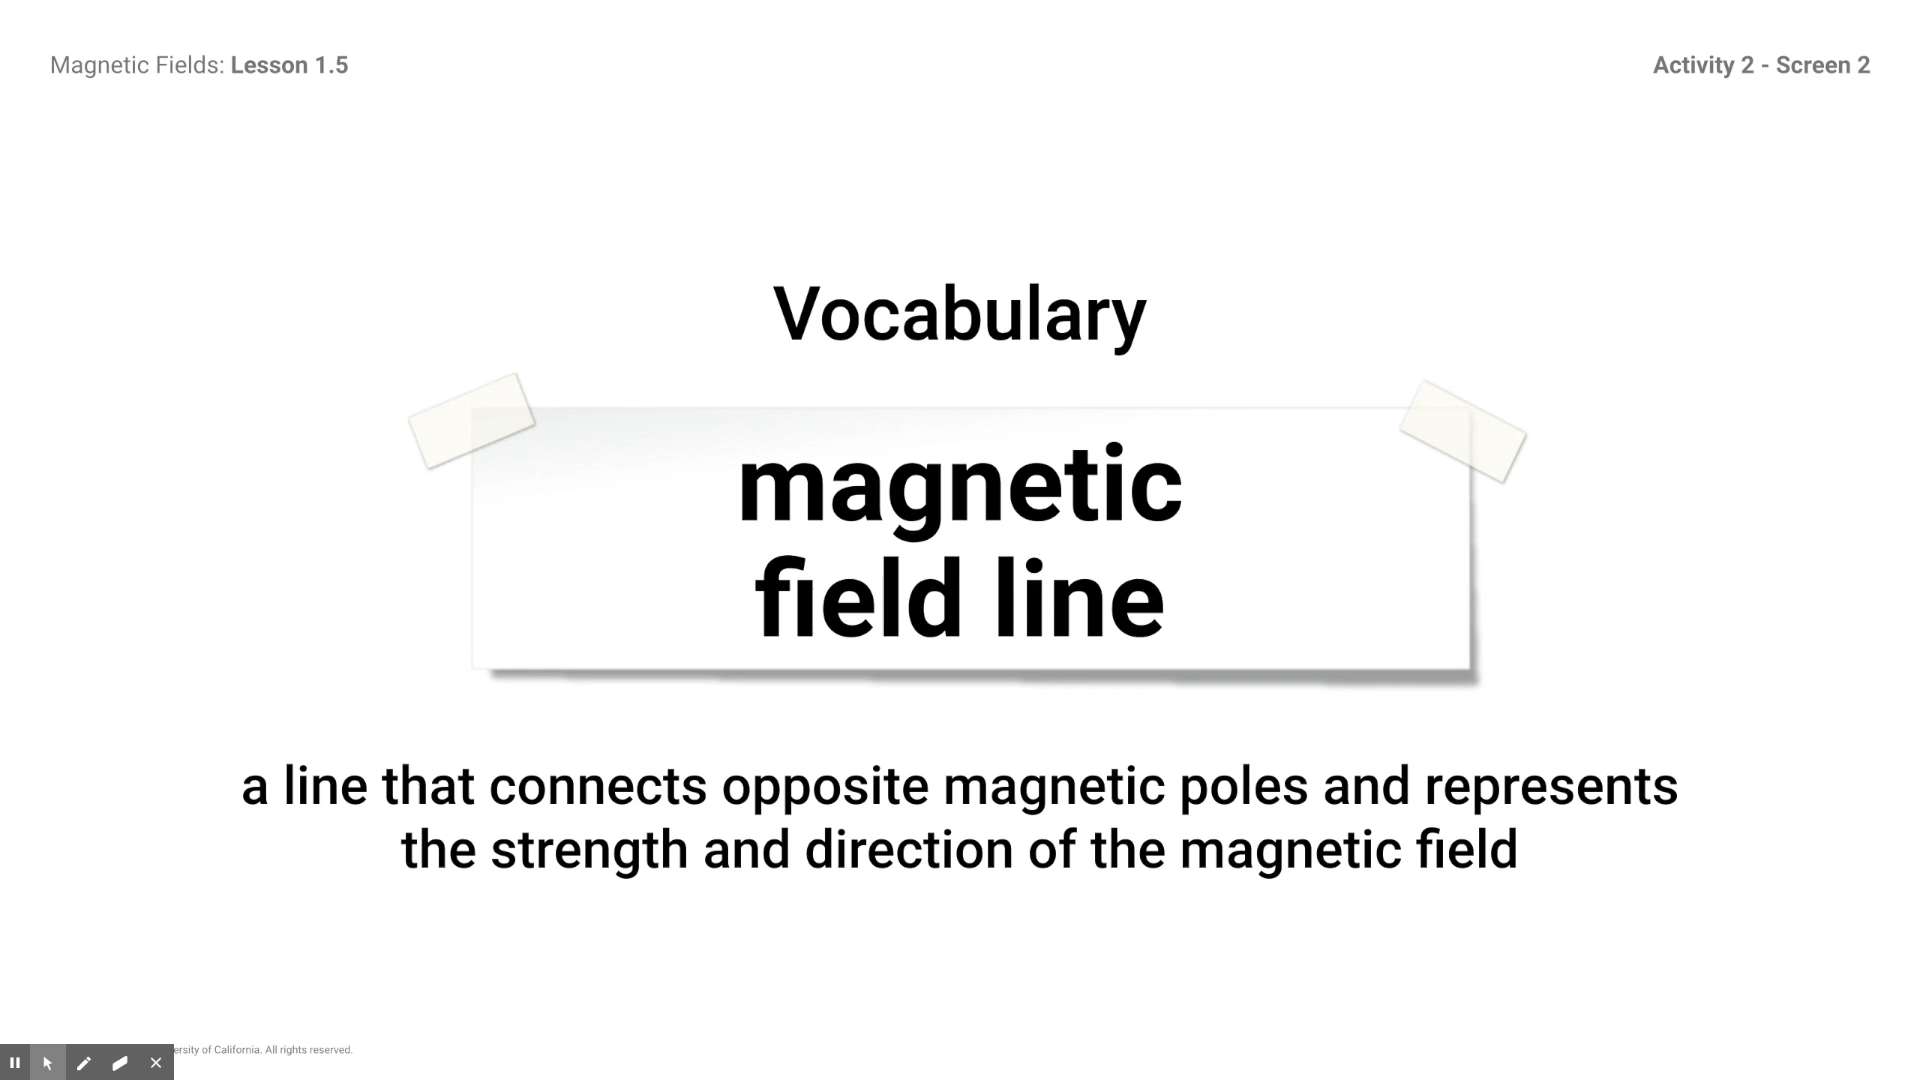 Magnetic Fields: Lesson 1.5
Activity 2 - Screen 2
Vocabulary
magnetic
field line
a line that connects opposite magnetic poles and represents
the strength and direction of the magnetic field
of California. All rights reserved.